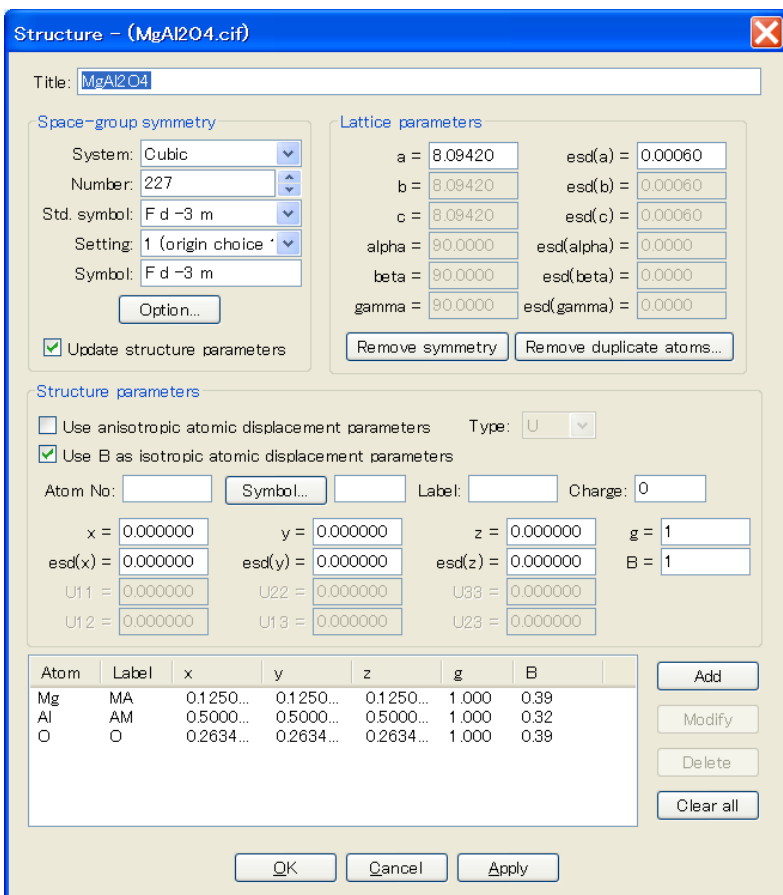 Structure - (MgAl2O4.cif)
Title: MgAl2O4
Space-group symmetry
System: Cubic
Number: 227
Std. symbol: F d -3 m
Setting: 1 (origin choice 1
Symbol: F d -3 m
Option...
Update structure parameters
Lattice parameters
a = 8.09420 esd(a) = 0.00060
b = 8.09420 esd(b) = 0.00060
c = 8.09420 esd(c) = 0.00060
alpha = 90.0000 esd(alpha) = 0.0000
beta = 90.0000 esd(beta) = 0.0000
gamma = 90.0000 esd(gamma) = 0.0000
Remove symmetry Remove duplicate atoms...
Structure parameters
Use anisotropic atomic displacement parameters Type: U
Use B as isotropic atomic displacement parameters
Atom No: Symbol... Label: Charge: 0
x = 0.000000 y = 0.000000 z = 0.000000 g = 1
esd(x) = 0.000000 esd(y) = 0.000000 esd(z) = 0.000000 B = 1
U11 = 0.000000 U22 = 0.000000 U33 = 0.000000
U12 = 0.000000 U13 = 0.000000 U23 = 0.000000
Atom Label x y z g B
Mg MA 0.1250... 0.1250... 0.1250... 1.000 0.39
Al AM 0.5000... 0.5000... 0.5000... 1.000 0.32
O O 0.2634... 0.2634... 0.2634... 1.000 0.39
Add
Modify
Delete
Clear all
OK Cancel Apply